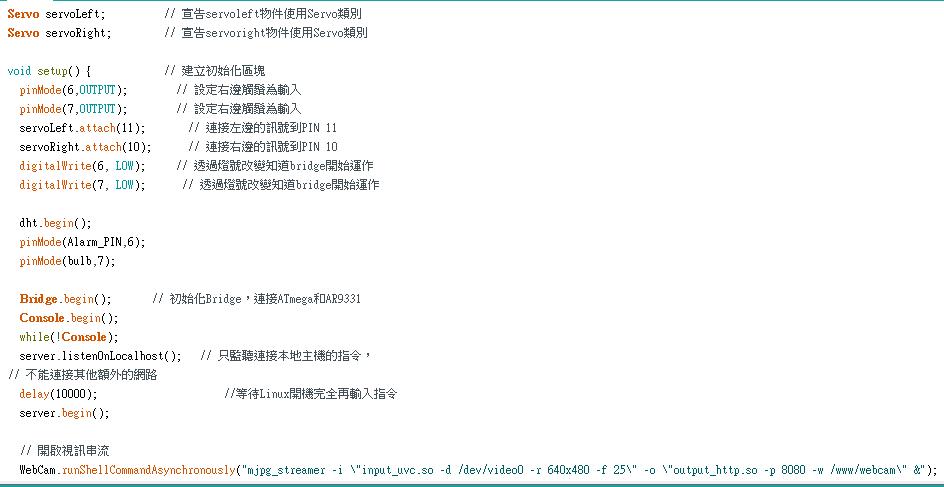 Servo servoLeft; // 宣告servoleft物件使用Servo類別
Servo servoRight; // 宣告servoright物件使用Servo類別
void setup() { // 建立初始化區塊
pinMode(6,OUTPUT); // 設定右邊觸鬚為輸入
pinMode(7,OUTPUT); // 設定右邊觸鬚為輸入
servoLeft.attach(11); // 連接左邊的訊號到PIN 11
servoRight.attach(10); // 連接右邊的訊號到PIN 10
digitalWrite(6, LOW); // 透過燈號改變知道bridge開始運作
digitalWrite(7, LOW); // 透過燈號改變知道bridge開始運作
dht.begin();
pinMode(Alarm_PIN,6);
pinMode(bulb,7);
Bridge.begin(); // 初始化Bridge，連接ATmega和AR9331
Console.begin();
while(!Console);
server.listenOnLocalhost(); // 只監聽連接本地主機的指令，
// 不能連接其他額外的網路
delay(10000); //等待Linux開機完全再輸入指令
server.begin();
// 開啟視訊串流
WebCam.runShellCommandAsynchronously("mjpg_streamer -i \"input_uvc.so -d /dev/video0 -r 640x480 -f 25\" -o \"output_http.so -p 8080 -w /www/webcam\" &");